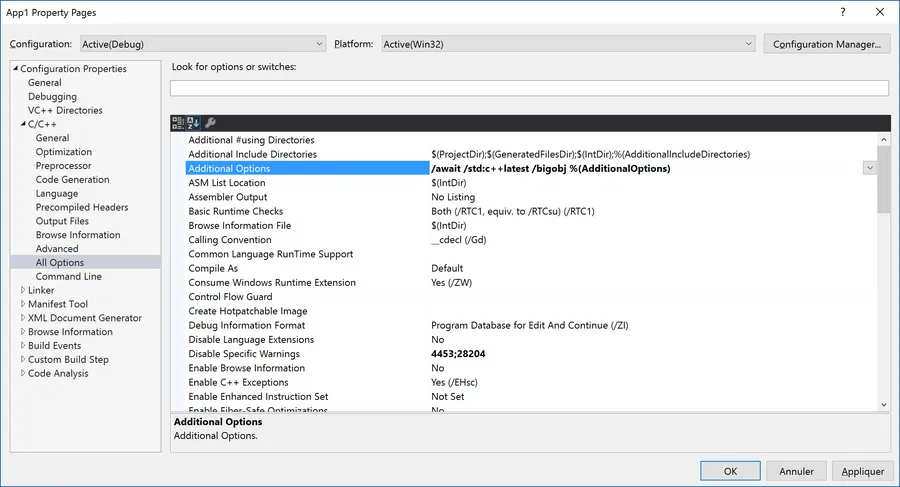 App1 Property Pages
Configuration: Active(Debug) Platform: Active(Win32) Configuration Manager...
Configuration Properties
General
Debugging
VC++ Directories
C/C++
General
Optimization
Preprocessor
Code Generation
Language
Precompiled Headers
Output Files
Browse Information
Advanced
All Options
Command Line
Linker
Manifest Tool
XML Document Generator
Browse Information
Build Events
Custom Build Step
Code Analysis
Look for options or switches:
Additional #using Directories
Additional Include Directories $(ProjectDir);$(GeneratedFilesDir);$(IntDir);%(AdditionalIncludeDirectories)
Additional Options /await /std:c++latest /bigobj %(AdditionalOptions)
ASM List Location $(IntDir)
Assembler Output No Listing
Basic Runtime Checks Both (/RTC1, equiv. to /RTCsu) (/RTC1)
Browse Information File $(IntDir)
Calling Convention __cdecl (/Gd)
Common Language RunTime Support
Compile As Default
Consume Windows Runtime Extension Yes (/ZW)
Control Flow Guard
Create Hotpatchable Image
Debug Information Format Program Database for Edit And Continue (/ZI)
Disable Language Extensions No
Disable Specific Warnings 4453;28204
Enable Browse Information No
Enable C++ Exceptions Yes (/EHsc)
Enable Enhanced Instruction Set Not Set
Enable Fiber-Safe Optimizations No
Additional Options
Additional Options.
OK Annuler Appliquer